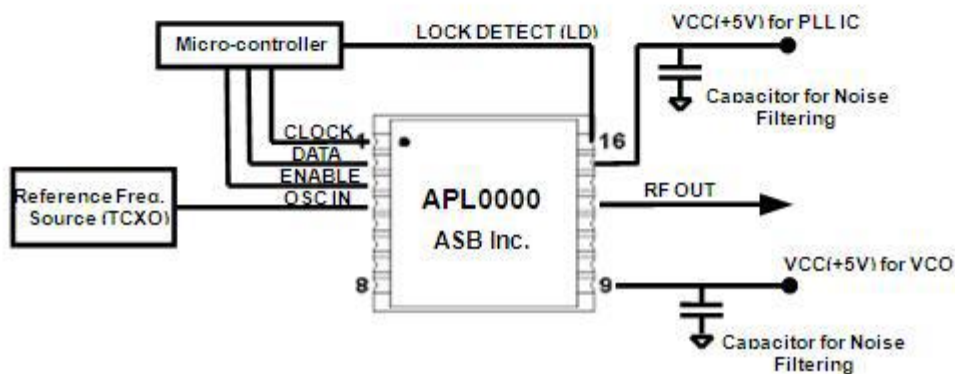 Micro-controller
LOCK DETECT (LD)
VCC(+5V) for PLL IC
Capacitor for Noise
Filtering
CLOCK
1
16
DATA
ENABLE
OSC IN
Reference Freq.
Source (TCXO)
APL0000
ASB Inc.
RF OUT
8
9
VCC(+5V) for VCO
Capacitor for Noise
Filtering